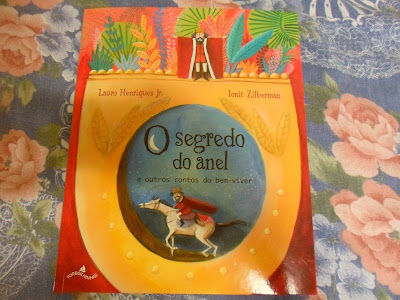 Lauro Henriques Jr.
Ionit Zilberman
O segredo
do anel
e outros contos do bem-viver